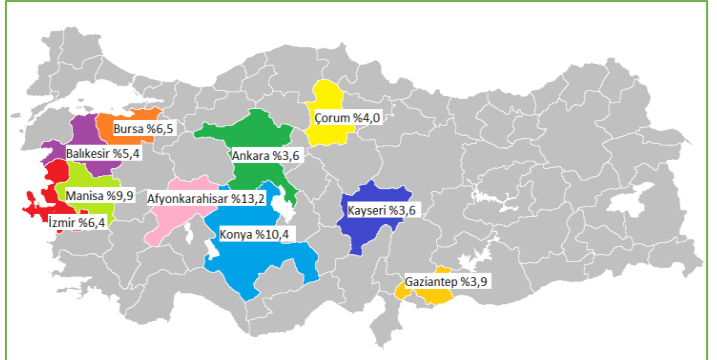 Çorum %4,0
Bursa %6,5
Balıkesir %5,4
Ankara %3,6
Manisa %9,9
Afyonkarahisar %13,2
Kayseri %3,6
İzmir %6,4
Konya %10,4
Gaziantep %3,9